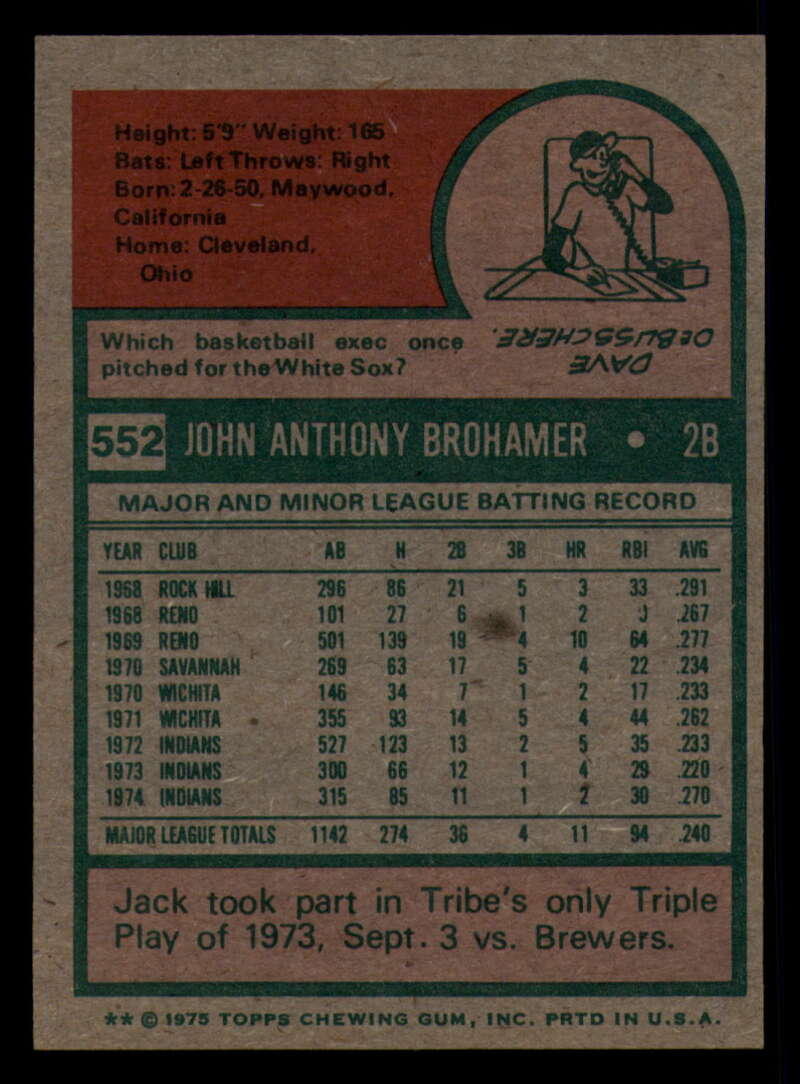 Height: 5'9" Weight: 165
Bats: Left Throws: Right
Born: 2-26-50, Maywood,
California
Home: Cleveland,
Ohio
Which basketball exec once
pitched for the White Sox?
DAVE
DeBUSSCHERE.
552 JOHN ANTHONY BROHAMER • 2B
MAJOR AND MINOR LEAGUE BATTING RECORD
YEAR CLUB AB H 2B 3B HR RBI AVG
1968 ROCK HILL 296 86 21 5 3 33 .291
1968 RENO 101 27 6 1 2 .267
1969 RENO 501 139 19 4 10 64 .277
1970 SAVANNAH 269 63 17 5 4 22 .234
1970 WICHITA 146 34 7 1 2 17 .233
1971 WICHITA 355 93 14 5 4 44 .262
1972 INDIANS 527 123 13 2 5 35 .233
1973 INDIANS 300 66 12 1 4 29 .220
1974 INDIANS 315 85 11 1 2 30 .270
MAJOR LEAGUE TOTALS 1142 274 36 4 11 94 .240
Jack took part in Tribe's only Triple
Play of 1973, Sept. 3 vs. Brewers.
** © 1975 TOPPS CHEWING GUM, INC. PRTD IN U.S.A.